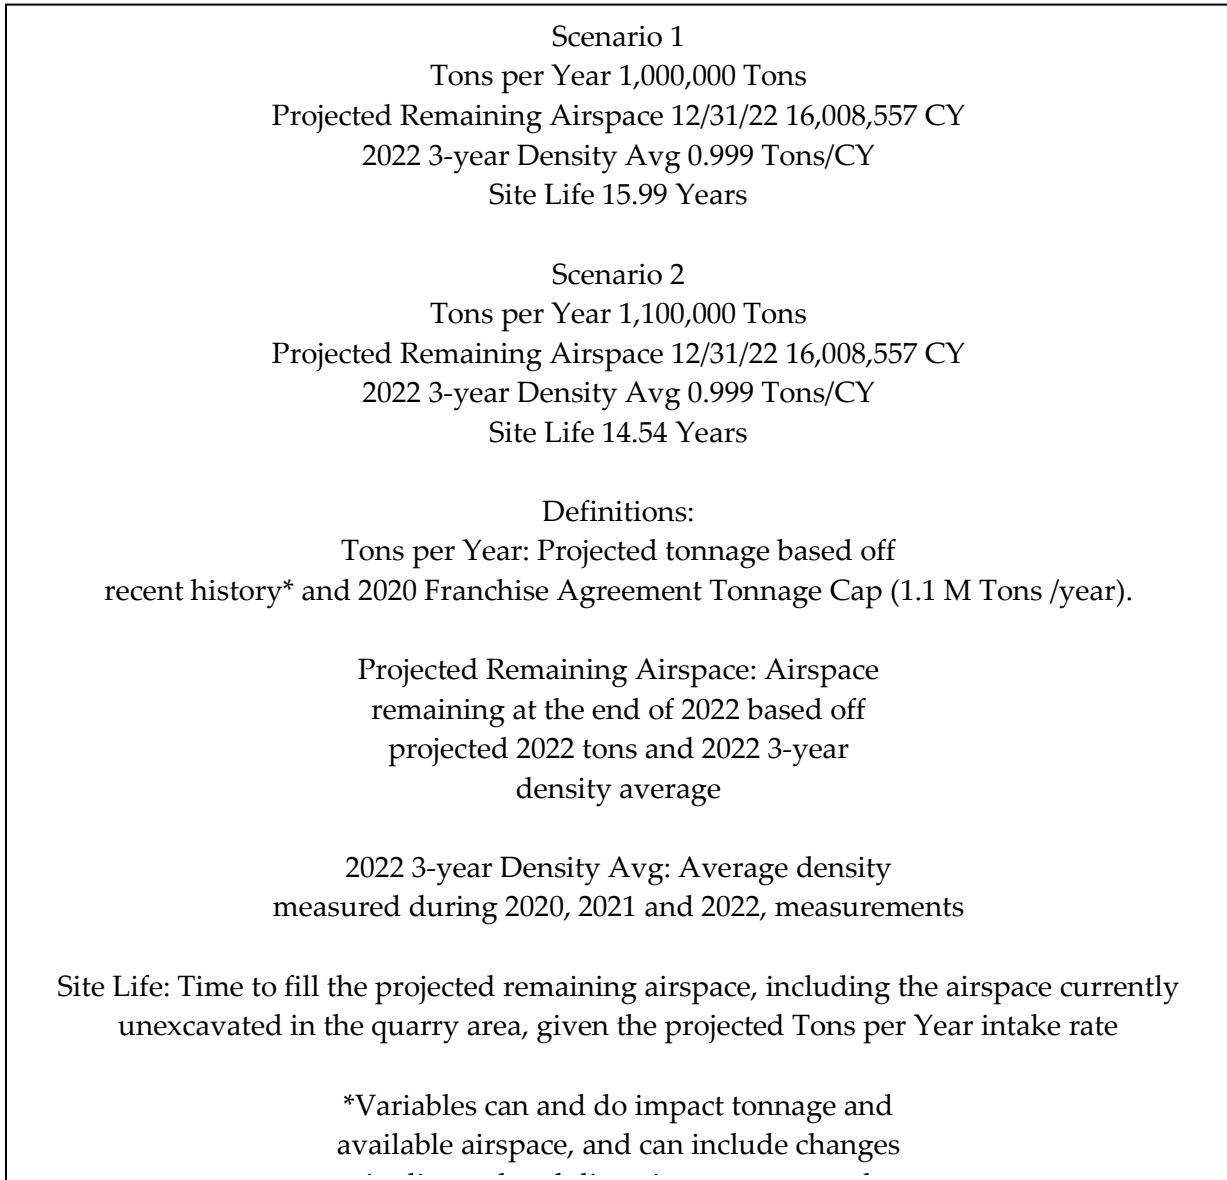 Scenario 1
Tons per Year 1,000,000 Tons
Projected Remaining Airspace 12/31/22 16,008,557 CY
2022 3-year Density Avg 0.999 Tons/CY
Site Life 15.99 Years
Scenario 2
Tons per Year 1,100,000 Tons
Projected Remaining Airspace 12/31/22 16,008,557 CY
2022 3-year Density Avg 0.999 Tons/CY
Site Life 14.54 Years
Definitions:
Tons per Year: Projected tonnage based off
recent history* and 2020 Franchise Agreement Tonnage Cap (1.1 M Tons /year).
Projected Remaining Airspace: Airspace
remaining at the end of 2022 based off
projected 2022 tons and 2022 3-year
density average
2022 3-year Density Avg: Average density
measured during 2020, 2021 and 2022, measurements
Site Life: Time to fill the projected remaining airspace, including the airspace currently
unexcavated in the quarry area, given the projected Tons per Year intake rate
*Variables can and do impact tonnage and
available airspace, and can include changes